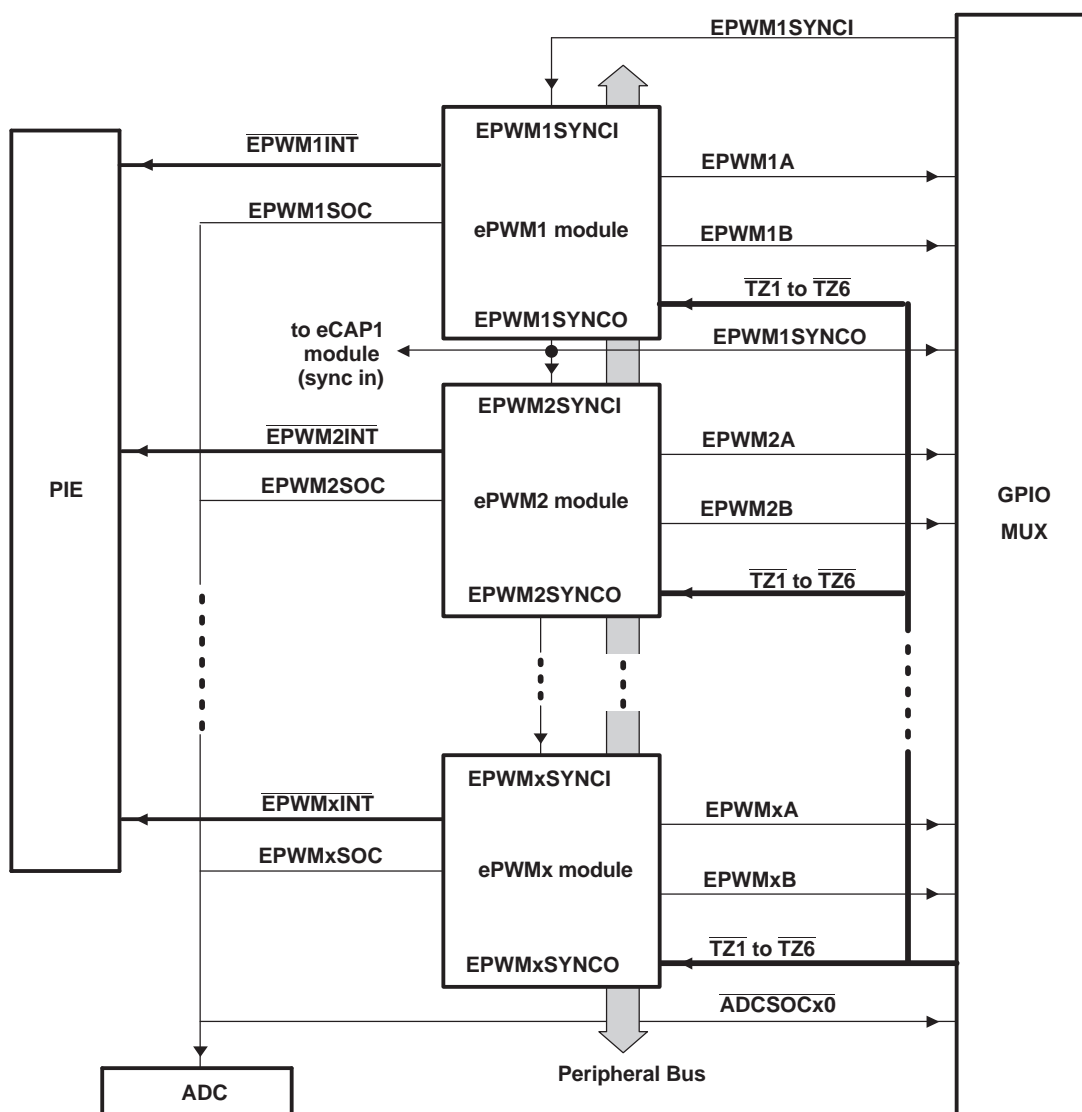 EPWM1SYNCI
EPWM1SYNCI
EPWM1INT
EPWM1A
EPWM1SOC
ePWM1 module
EPWM1B
TZ1 to TZ6
EPWM1SYNCO
to eCAP1
module
(sync in)
EPWM1SYNCO
EPWM2SYNCI
EPWM2INT
EPWM2A
PIE
EPWM2SOC
ePWM2 module
EPWM2B
GPIO
MUX
TZ1 to TZ6
EPWM2SYNCO
EPWMxSYNCI
EPWMxINT
EPWMxA
EPWMxSOC
ePWMx module
EPWMxB
TZ1 to TZ6
EPWMxSYNCO
ADCSOCx0
Peripheral Bus
ADC